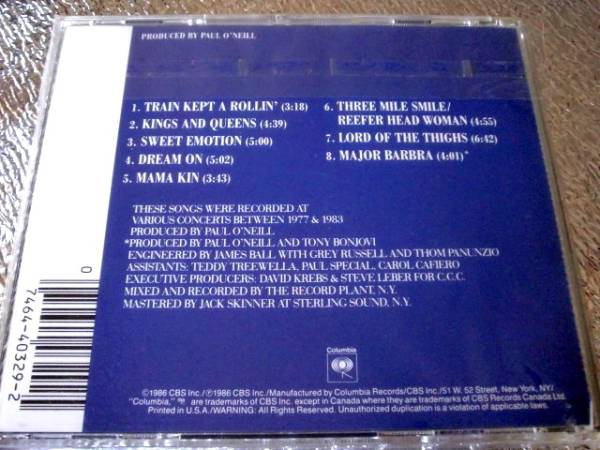 PRODUCED BY PAUL O'NEILL
1. TRAIN KEPT A ROLLIN' (3:18)
2. KINGS AND QUEENS (4:39)
3. SWEET EMOTION (5:00)
4. DREAM ON (5:02)
5. MAMA KIN (3:43)
6. THREE MILE SMILE/
REEFER HEAD WOMAN (4:55)
7. LORD OF THE THIGHS (6:42)
8. MAJOR BARBRA (4:01)*
THESE SONGS WERE RECORDED AT
VARIOUS CONCERTS BETWEEN 1977 & 1983
PRODUCED BY PAUL O'NEILL
*PRODUCED BY PAUL O'NEILL AND TONY BONJOVI
ENGINEERED BY JAMES BALL WITH GREY RUSSELL AND THOM PANUNZIO
ASSISTANTS: TEDDY TREEWELLA, PAUL SPECIAL, CAROL CAFIERO
EXECUTIVE PRODUCERS: DAVID KREBS & STEVE LEBER FOR C.C.C.
MIXED AND RECORDED BY THE RECORD PLANT, N.Y.
MASTERED BY JACK SKINNER AT STERLING SOUND, N.Y.
0
7464-40329-2
Columbia
©1986 CBS Inc./℗1986 CBS Inc./Manufactured by Columbia Records/CBS Inc./51 W. 52 Street, New York, NY/
"Columbia," are trademarks of CBS Inc. except in Canada where they are trademarks of CBS Records Canada Ltd.
Printed in U.S.A./WARNING: All Rights Reserved. Unauthorized duplication is a violation of applicable laws.